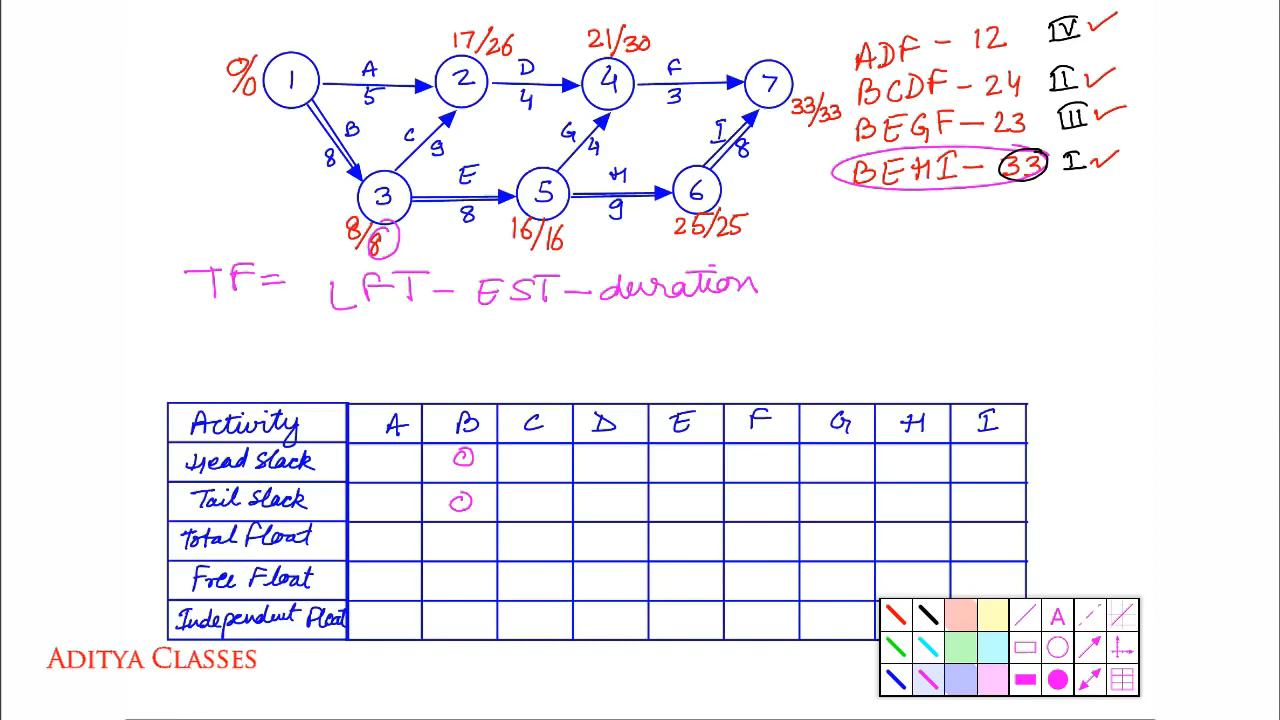 17/26 21/30
0/0 1 A 5 2 D 4 4 F 3 7 33/33
B 8 C 9 G 4 I 8
3 E 8 5 H 9 6
8/8 16/16 25/25
ADF - 12 IV ✓
BCDF - 24 II ✓
BEGF - 23 III ✓
BEHI - 33 I ✓
TF = LFT - EST - duration
Activity A B C D E F G H I
Head Slack 0
Tail Slack 0
Total Float
Free Float
Independent Float
A
ADITYA CLASSES